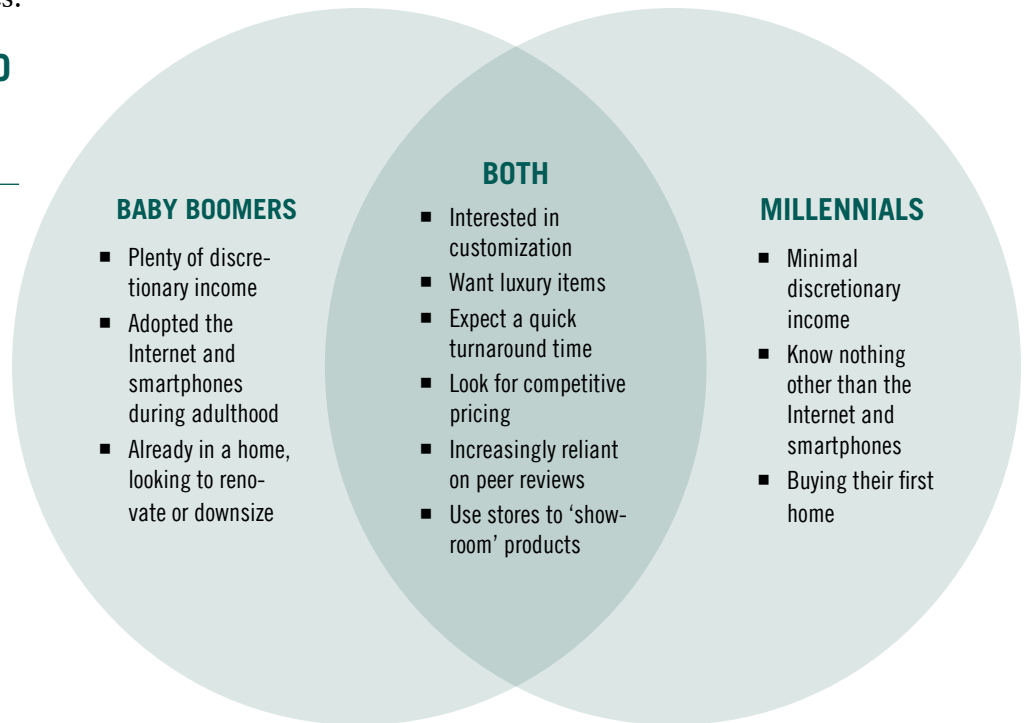 BABY BOOMERS
■ Plenty of discre-
tionary income
■ Adopted the
Internet and
smartphones
during adulthood
■ Already in a home,
looking to reno-
vate or downsize
BOTH
■ Interested in
customization
■ Want luxury items
■ Expect a quick
turnaround time
■ Look for competitive
pricing
■ Increasingly reliant
on peer reviews
■ Use stores to ‘show-
room’ products
MILLENNIALS
■ Minimal
discretionary
income
■ Know nothing
other than the
Internet and
smartphones
■ Buying their first
home